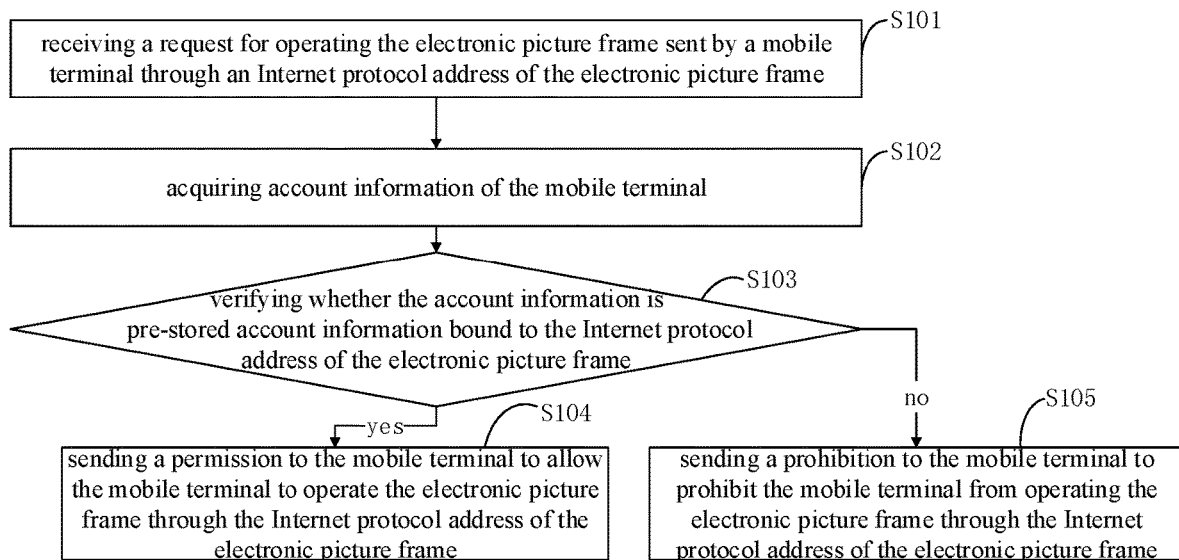 S101
receiving a request for operating the electronic picture frame sent by a mobile
terminal through an Internet protocol address of the electronic picture frame
S102
acquiring account information of the mobile terminal
S103
verifying whether the account information is
pre-stored account information bound to the Internet protocol
address of the electronic picture frame
yes
S104
no
S105
sending a permission to the mobile terminal to allow
the mobile terminal to operate the electronic picture
frame through the Internet protocol address of the
electronic picture frame
sending a prohibition to the mobile terminal to
prohibit the mobile terminal from operating the
electronic picture frame through the Internet
protocol address of the electronic picture frame